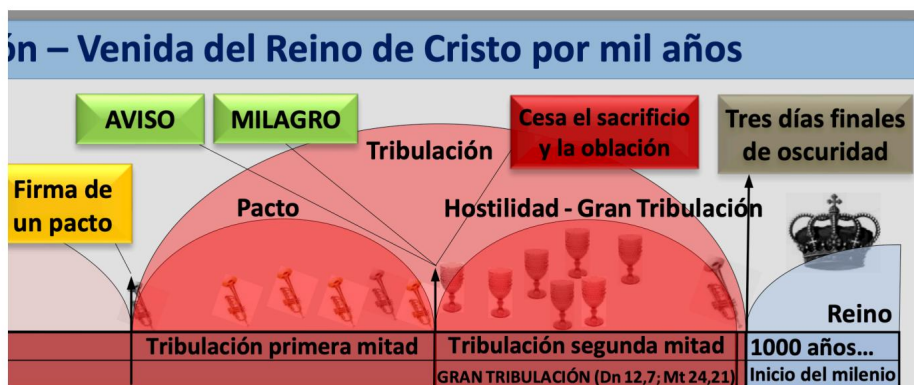 ón – Venida del Reino de Cristo por mil años
AVISO
MILAGRO
Cesa el sacrificio
y la oblación
Tres días finales
de oscuridad
Tribulación
Firma de
un pacto
Pacto
Hostilidad - Gran Tribulación
Reino
Tribulación primera mitad
Tribulación segunda mitad
1000 años...
GRAN TRIBULACIÓN (Dn 12,7; Mt 24,21)
Inicio del milenio